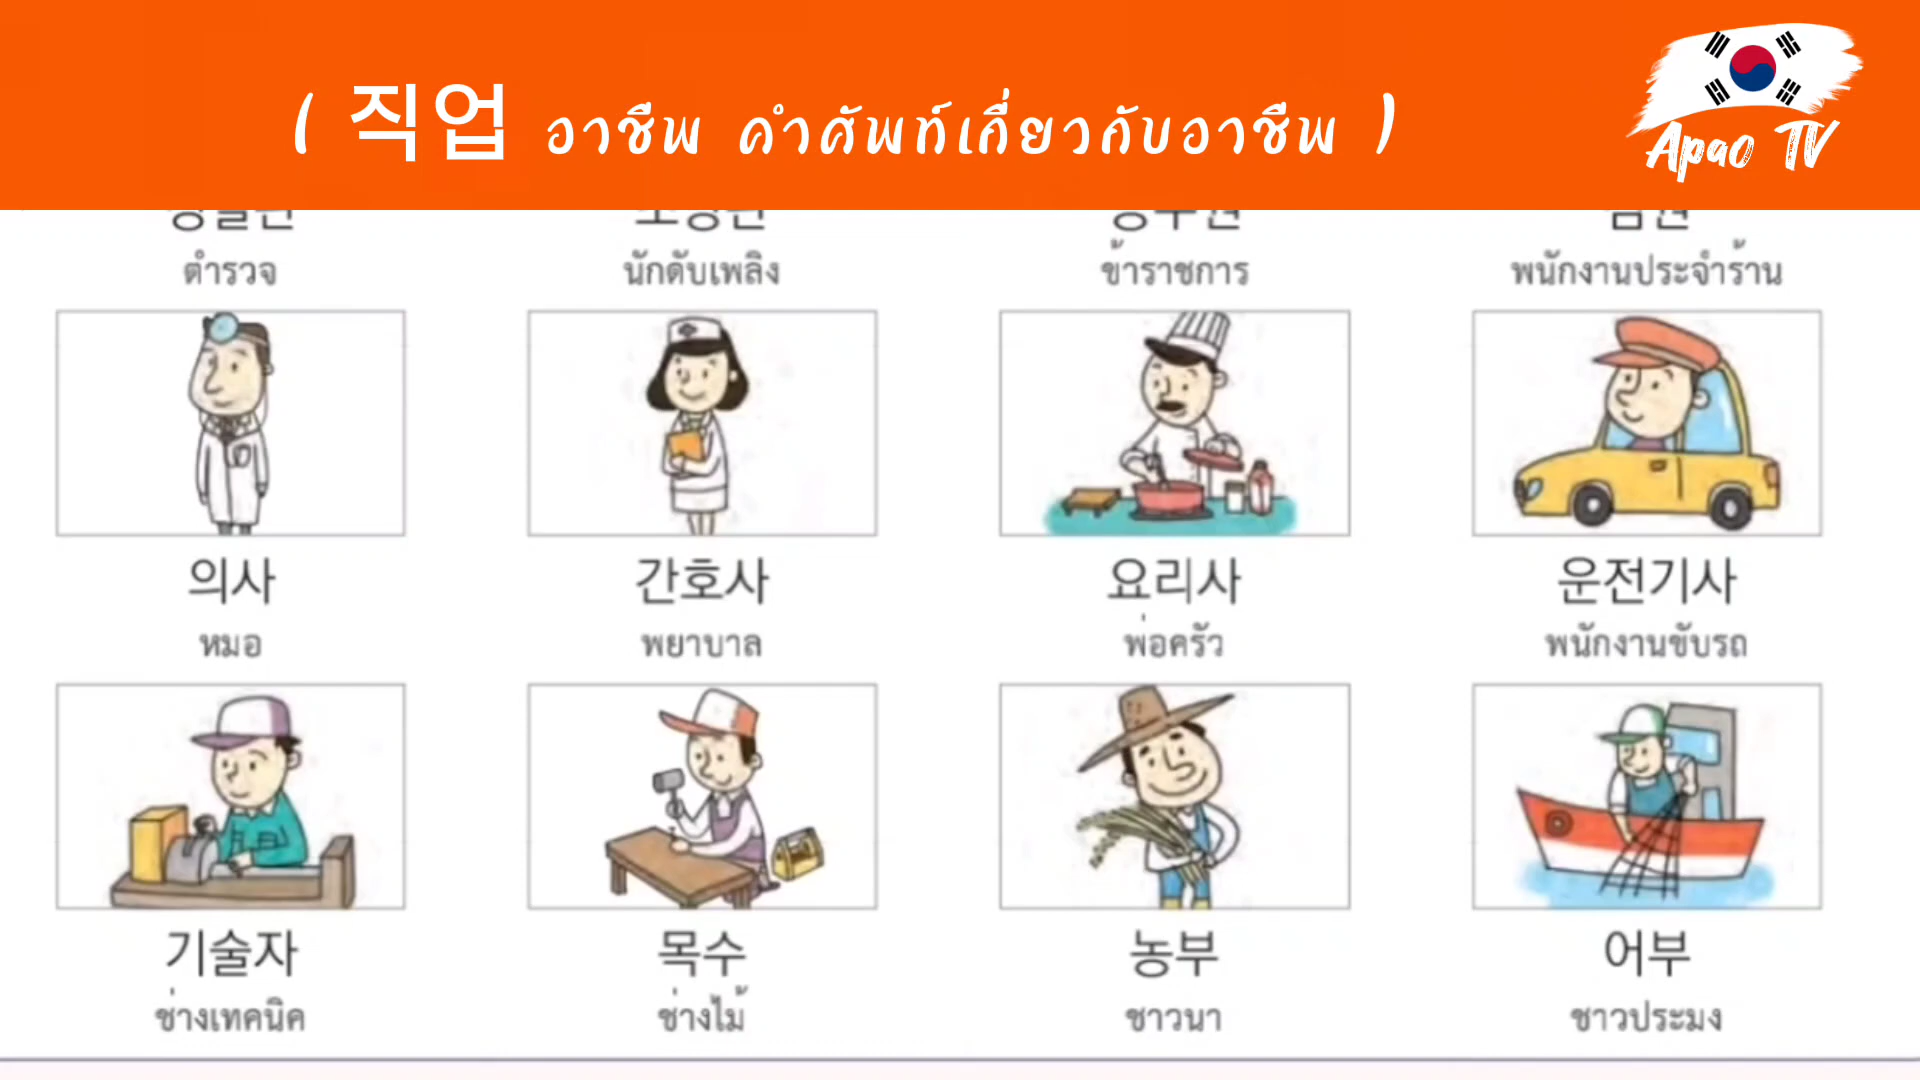 ( 직업 อาชีพ คำศัพท์เกี่ยวกับอาชีพ )
Apao TV
ตำรวจ
นักดับเพลิง
ข้าราชการ
พนักงานประจำร้าน
의사
간호사
요리사
운전기사
หมอ
พยาบาล
พ่อครัว
พนักงานขับรถ
기술자
목수
농부
어부
ช่างเทคนิค
ช่างไม้
ชาวนา
ชาวประมง